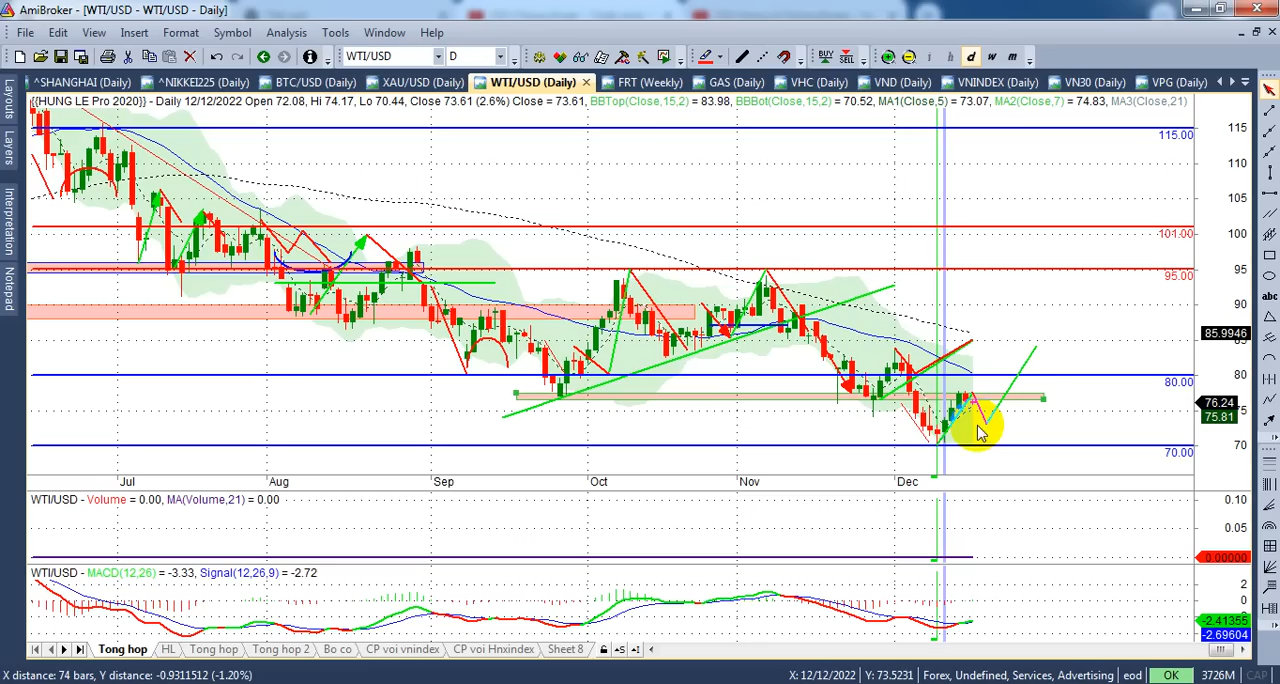 AmiBroker - [WTI/USD - Daily]
File Edit View Insert Format Symbol Analysis Tools Window Help
WTI/USD D BUY SELL i h d w m
^SHANGHAI (Daily) ^NIKKEI225 (Daily) BTC/USD (Daily) XAU/USD (Daily) WTI/USD (Daily) FRT (Weekly) GAS (Daily) VHC (Daily) VND (Daily) VNINDEX (Daily) VN30 (Daily) VPG (Daily)
Layouts
Layers
Interpretation
Notepad
{{HUNG LE Pro 2020}} - Daily 12/12/2022 Open 72.08, Hi 74.17, Lo 70.44, Close 73.61 (2.6%) Close = 73.61, BBTop(Close,15,2) = 83.98, BBBot(Close,15,2) = 70.52, MA1(Close,5) = 73.07, MA2(Close,7) = 74.83, MA3(Close,21)
115
115.00
110
105
100
101.00
95
95.00
90
85.9946
85
80
80.00
76.24
75.81
75
70
70.00
Jul Aug Sep Oct Nov Dec
WTI/USD - Volume = 0.00, MA(Volume,21) = 0.00
0.10
0.05
0.00000
WTI/USD - MACD(12,26) = -3.33, Signal(12,26,9) = -2.72
2
0
-2.41355
-2.69604
Tong hop HL Tong ho Tong hop 2 Bo co CP voi vnindex CP voi Hnxindex Sheet 8
X distance: 74 bars, Y distance: -0.9311512 (-1.20%) X: 12/12/2022 Y: 73.5231 Forex, Undefined, Services, Advertising eod OK 3726M CAP
abc